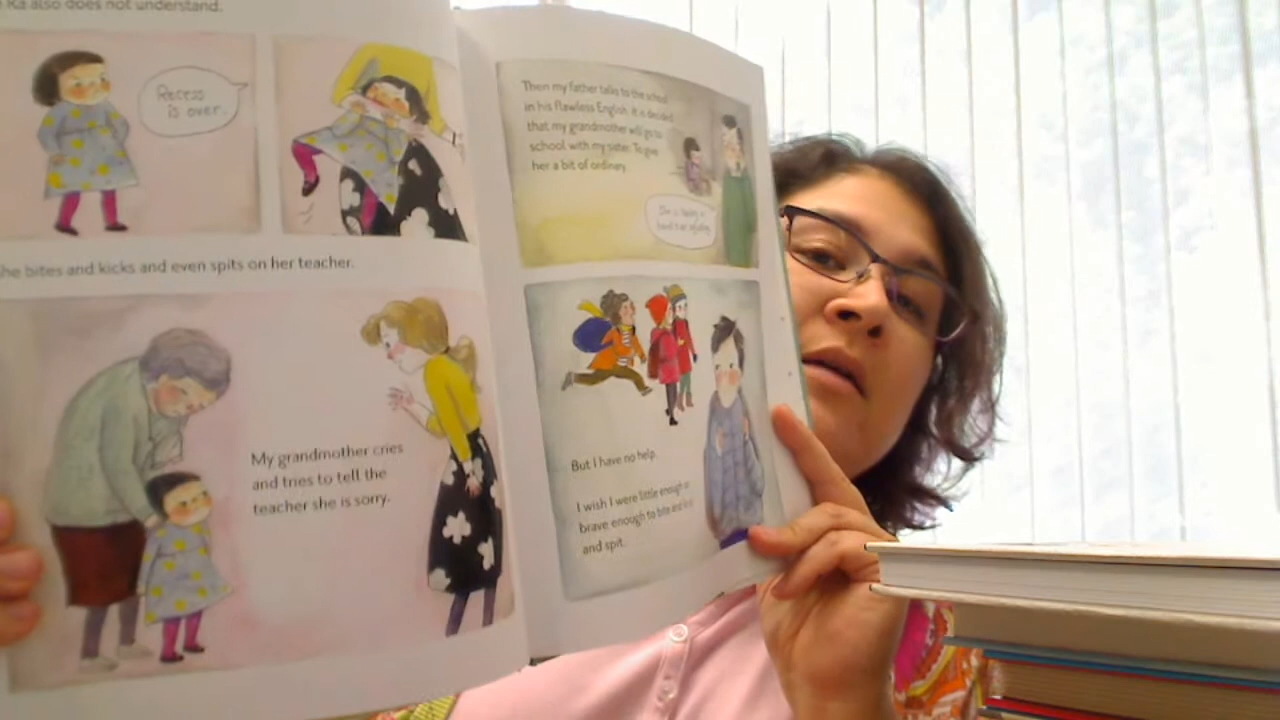 Ra also does not understand.
Recess
is over.
he bites and kicks and even spits on her teacher.
My grandmother cries
and tries to tell the
teacher she is sorry.
Then my father talks to the school
in his flawless English. It is decided
that my grandmother will go to
school with my sister. To give
her a bit of ordinary.
But I have no help.
I wish I were little enough or
brave enough to bite and kick
and spit.